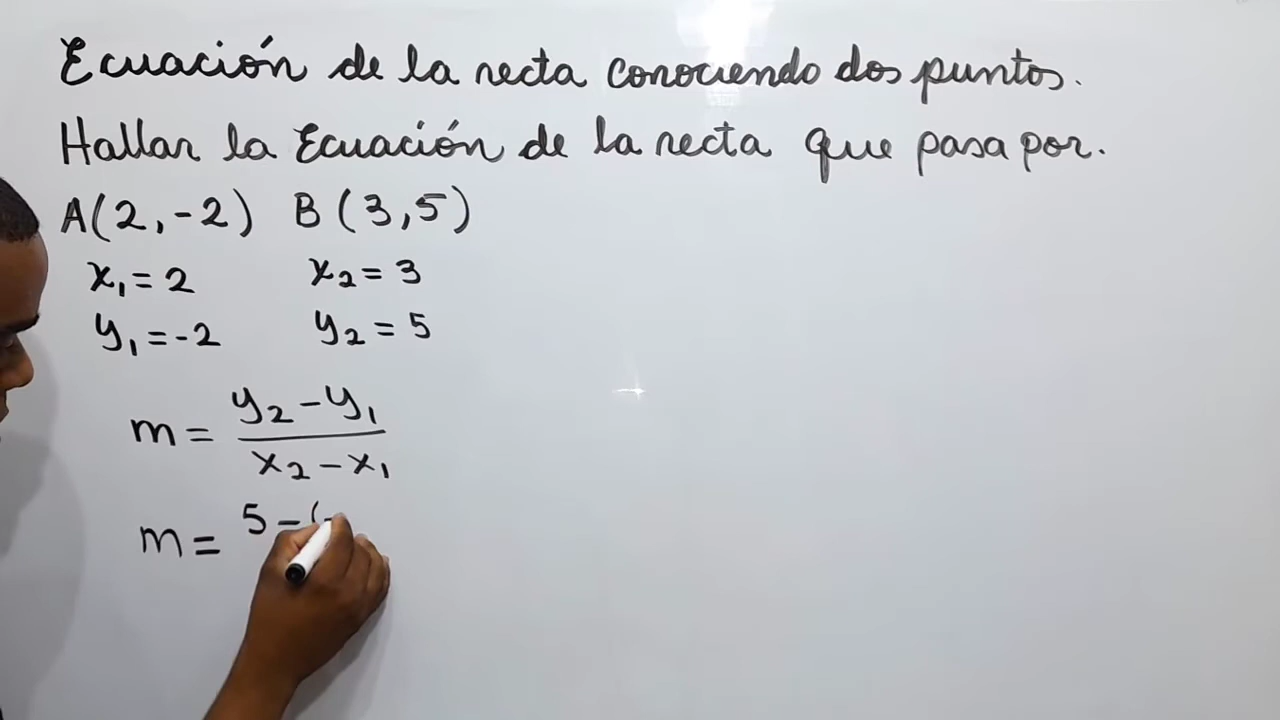 Ecuación de la recta conociendo dos puntos.
Hallar la Ecuación de la recta que pasa por.
A(2,-2) B(3,5)
x₁=2 x₂=3
y₁=-2 y₂=5
m= y₂-y₁
x₂-x₁
m= 5-(-